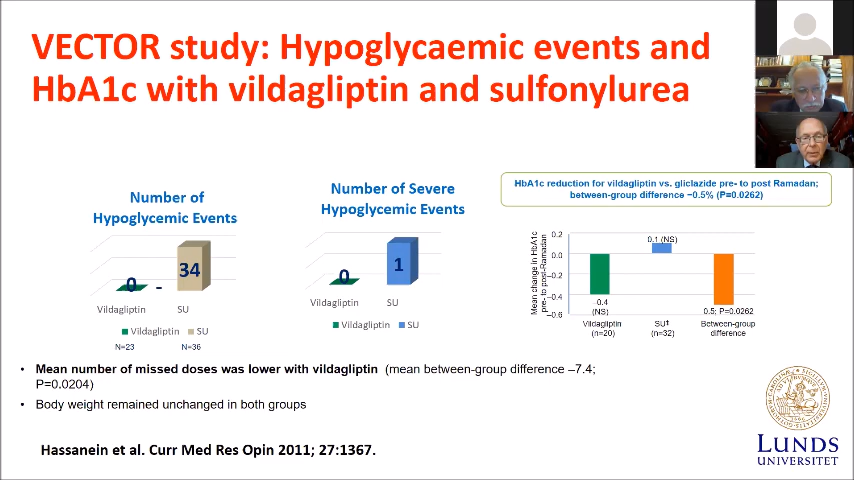 VECTOR study: Hypoglycaemic events and
HbA1c with vildagliptin and sulfonylurea
Number of
Hypoglycemic Events
0
-
34
Vildagliptin
SU
Vildagliptin
SU
N=23
N=36
Number of Severe
Hypoglycemic Events
0
1
Vildagliptin
SU
Vildagliptin
SU
HbA1c reduction for vildagliptin vs. gliclazide pre- to post Ramadan;
between-group difference −0.5% (P=0.0262)
Mean change in HbA1c
pre- to post-Ramadan
0.2
0.0
−0.2
−0.4
−0.6
0.1 (NS)
−0.4
(NS)
0.5; P=0.0262
Vildagliptin
(n=20)
SU†
(n=32)
Between-group
difference
• Mean number of missed doses was lower with vildagliptin (mean between-group difference –7.4;
P=0.0204)
• Body weight remained unchanged in both groups
Hassanein et al. Curr Med Res Opin 2011; 27:1367.
LUNDS
UNIVERSITET